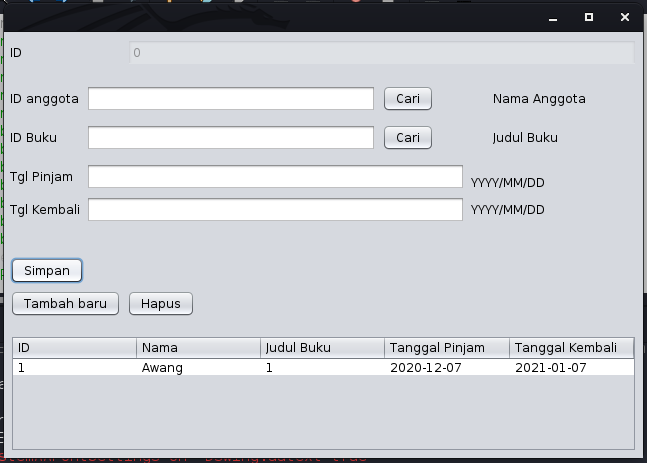 ID 0
ID anggota Cari Nama Anggota
ID Buku Cari Judul Buku
Tgl Pinjam YYYY/MM/DD
Tgl Kembali YYYY/MM/DD
Simpan
Tambah baru Hapus
ID Nama Judul Buku Tanggal Pinjam Tanggal Kembali
1 Awang 1 2020-12-07 2021-01-07